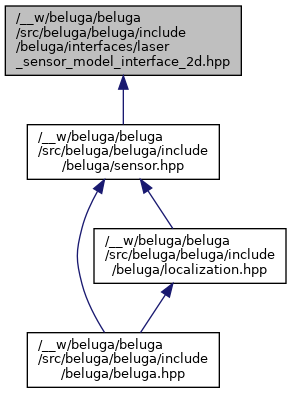 /__w/beluga/beluga
/src/beluga/beluga/include
/beluga/interfaces/laser
_sensor_model_interface_2d.hpp
/__w/beluga/beluga
/src/beluga/beluga/include
/beluga/sensor.hpp
/__w/beluga/beluga
/src/beluga/beluga/include
/beluga/localization.hpp
/__w/beluga/beluga
/src/beluga/beluga/include
/beluga/beluga.hpp